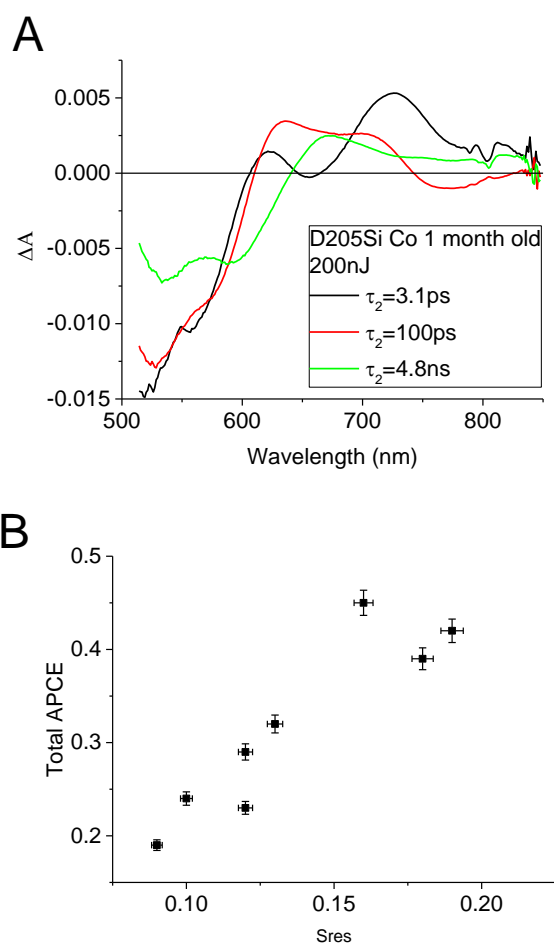 A
0.005
0.000
-0.005
-0.010
-0.015
ΔA
D205Si Co 1 month old
200nJ
τ2=3.1ps
τ2=100ps
τ2=4.8ns
500 600 700 800
Wavelength (nm)
B
0.5
0.4
0.3
0.2
Total APCE
0.10 0.15 0.20
Sres